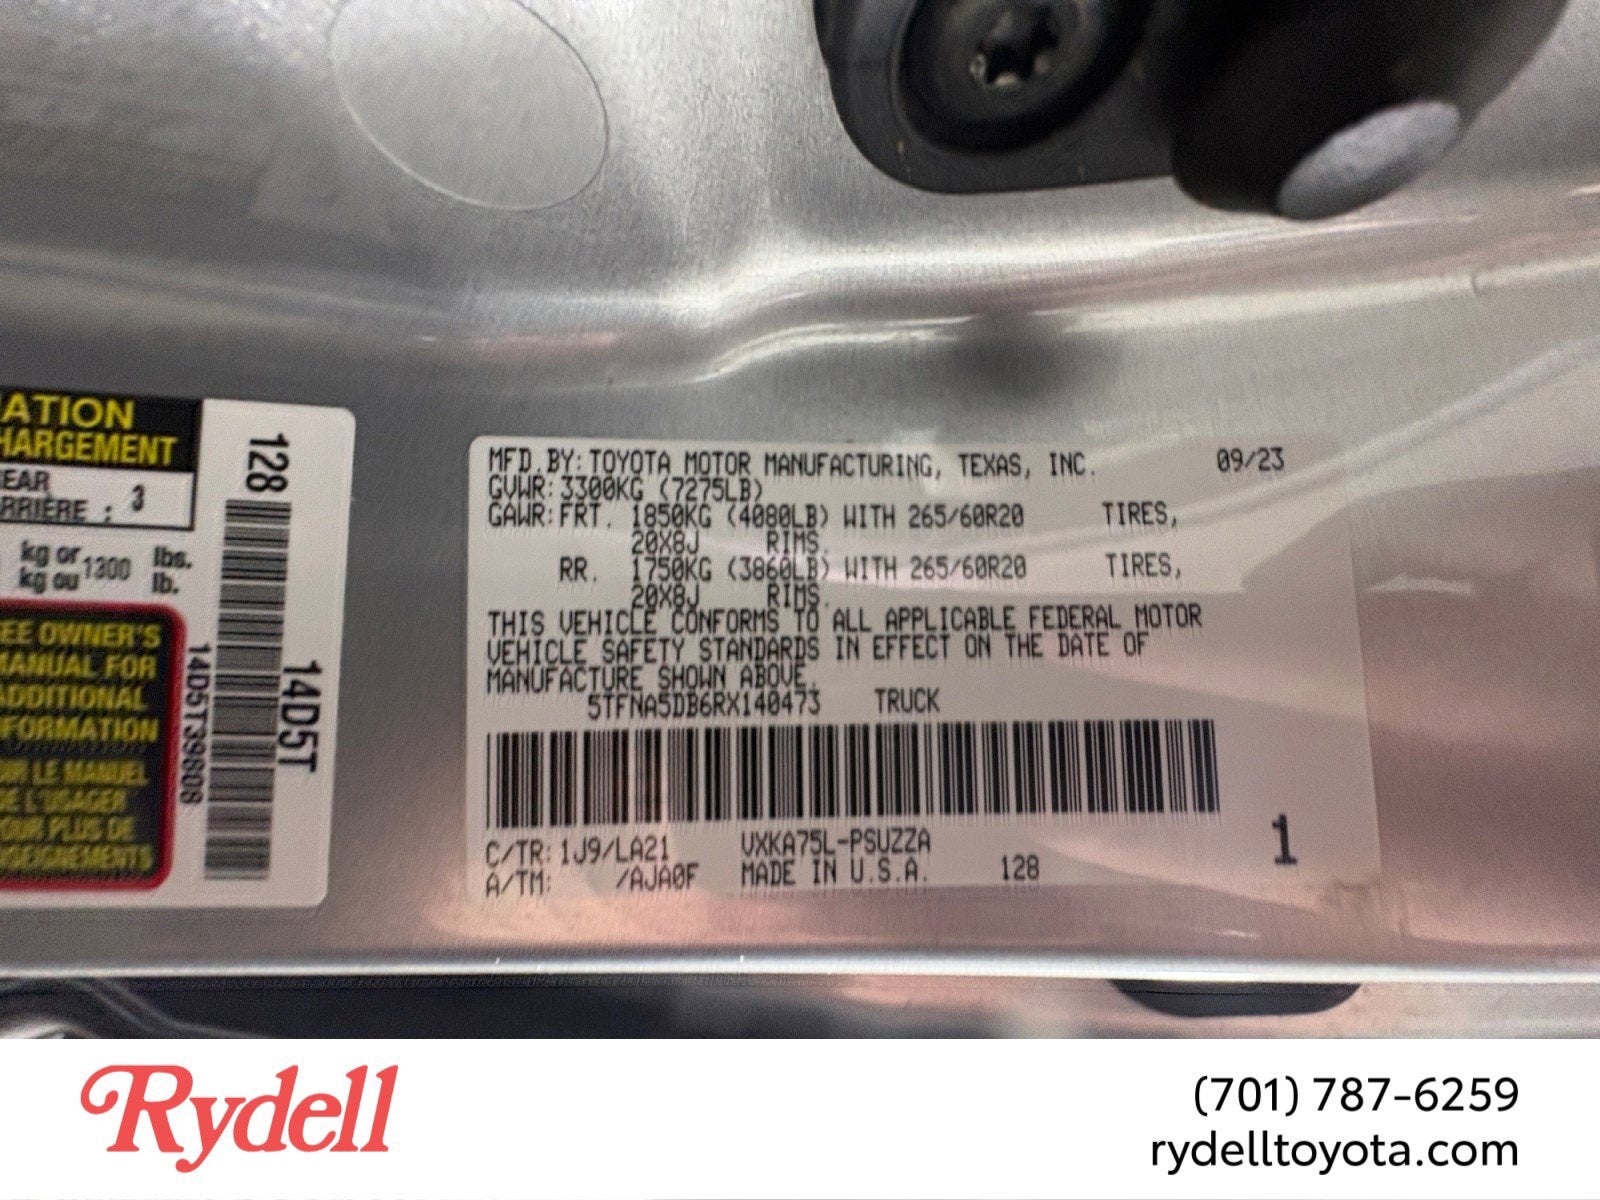 ATION
HARGEMENT
EAR
RRIÈRE : 3
kg or 1300 lbs.
kg ou lb.
EE OWNER'S
MANUAL FOR
ADDITIONAL
FORMATION
LE MANUEL
DE L'USAGER
POUR PLUS DE
128
14D5T
14D5T39808
MFD. BY: TOYOTA MOTOR MANUFACTURING, TEXAS, INC. 09/23
GVWR: 3300KG (7275LB)
GAWR: FRT. 1850KG (4080LB) WITH 265/60R20 TIRES,
20X8J RIMS,
RR. 1750KG (3860LB) WITH 265/60R20 TIRES,
20X8J RIMS.
THIS VEHICLE CONFORMS TO ALL APPLICABLE FEDERAL MOTOR
VEHICLE SAFETY STANDARDS IN EFFECT ON THE DATE OF
MANUFACTURE SHOWN ABOVE.
5TFNA5DB6RX140473 TRUCK
C/TR: 1J9/LA21 VXKA75L-PSUZZA
A/TM: /AJA0F MADE IN U.S.A. 128
1
Rydell
(701) 787-6259
rydelltoyota.com